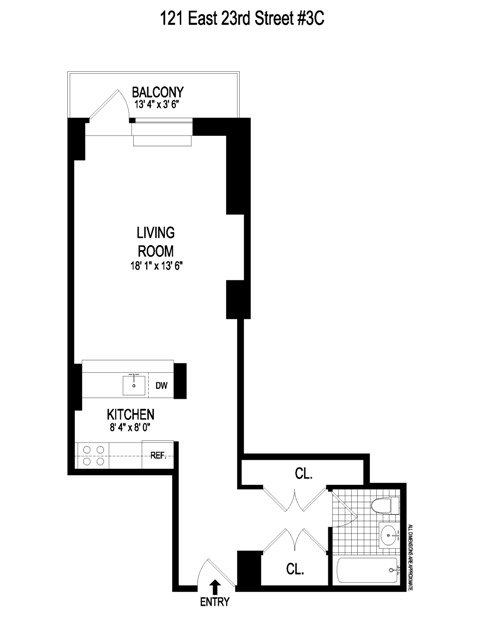 121 East 23rd Street #3C
BALCONY
13' 4" x 3' 6"
LIVING
ROOM
18' 1" x 13' 6"
DW
KITCHEN
8' 4" x 8' 0"
REF.
CL.
CL.
ENTRY
ALL DIMENSIONS ARE APPROXIMATE